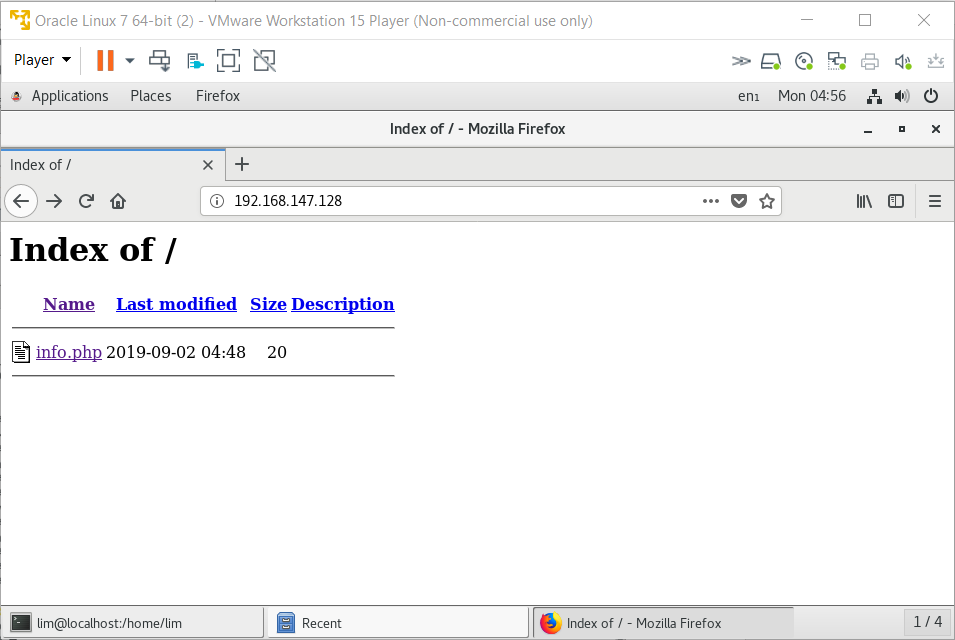 Oracle Linux 7 64-bit (2) - VMware Workstation 15 Player (Non-commercial use only)
Player
Applications Places Firefox en1 Mon 04:56
Index of / - Mozilla Firefox
Index of /
192.168.147.128
Index of /
Name Last modified Size Description
info.php 2019-09-02 04:48 20
lim@localhost:/home/lim Recent Index of / - Mozilla Firefox 1 / 4